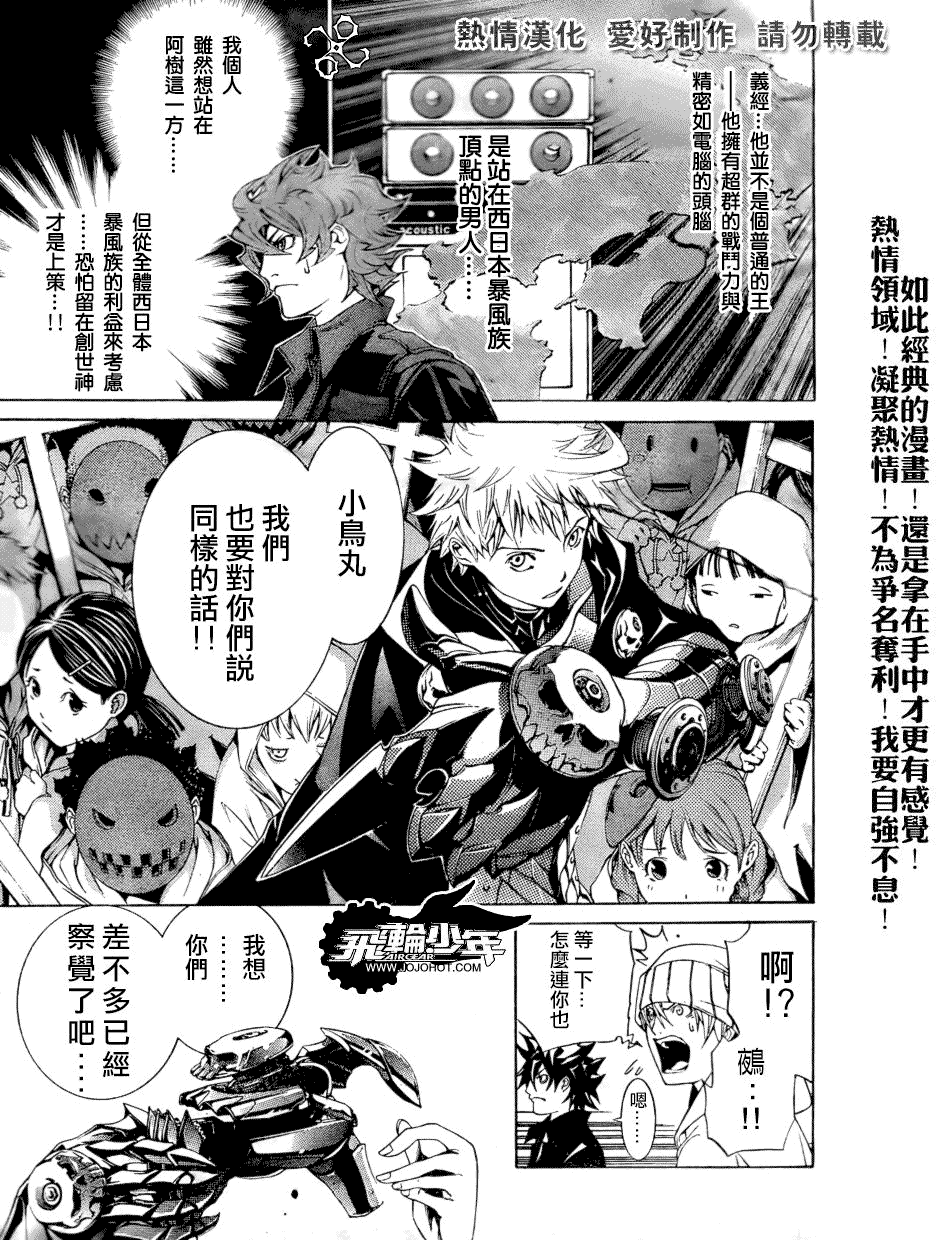 熱情漢化 愛好制作 請勿轉載
義經…他並不是個普通的王
——他擁有超群的戰鬥力與
精密如電腦的頭腦
是站在西日本暴風族
頂點的男人……
acoustic
我個人
雖然想站在
阿樹這一方……
但從全體西日本
暴風族的利益來考慮
……恐怕留在創世神
才是上策…!!
小烏丸
我們
也要對你們說
同樣的話!!
啊!?
鵺…!!
等一下…
怎麼連你也
嗯……
我想
……
你們
差不多已經
察覺了吧…
飛輪少年
AIRGEAR
WWW.JOJOHOT.COM
如此經典的漫畫！還是拿在手中才更有感覺！
熱情領域！凝聚熱情！不為爭名奪利！我要自強不息！